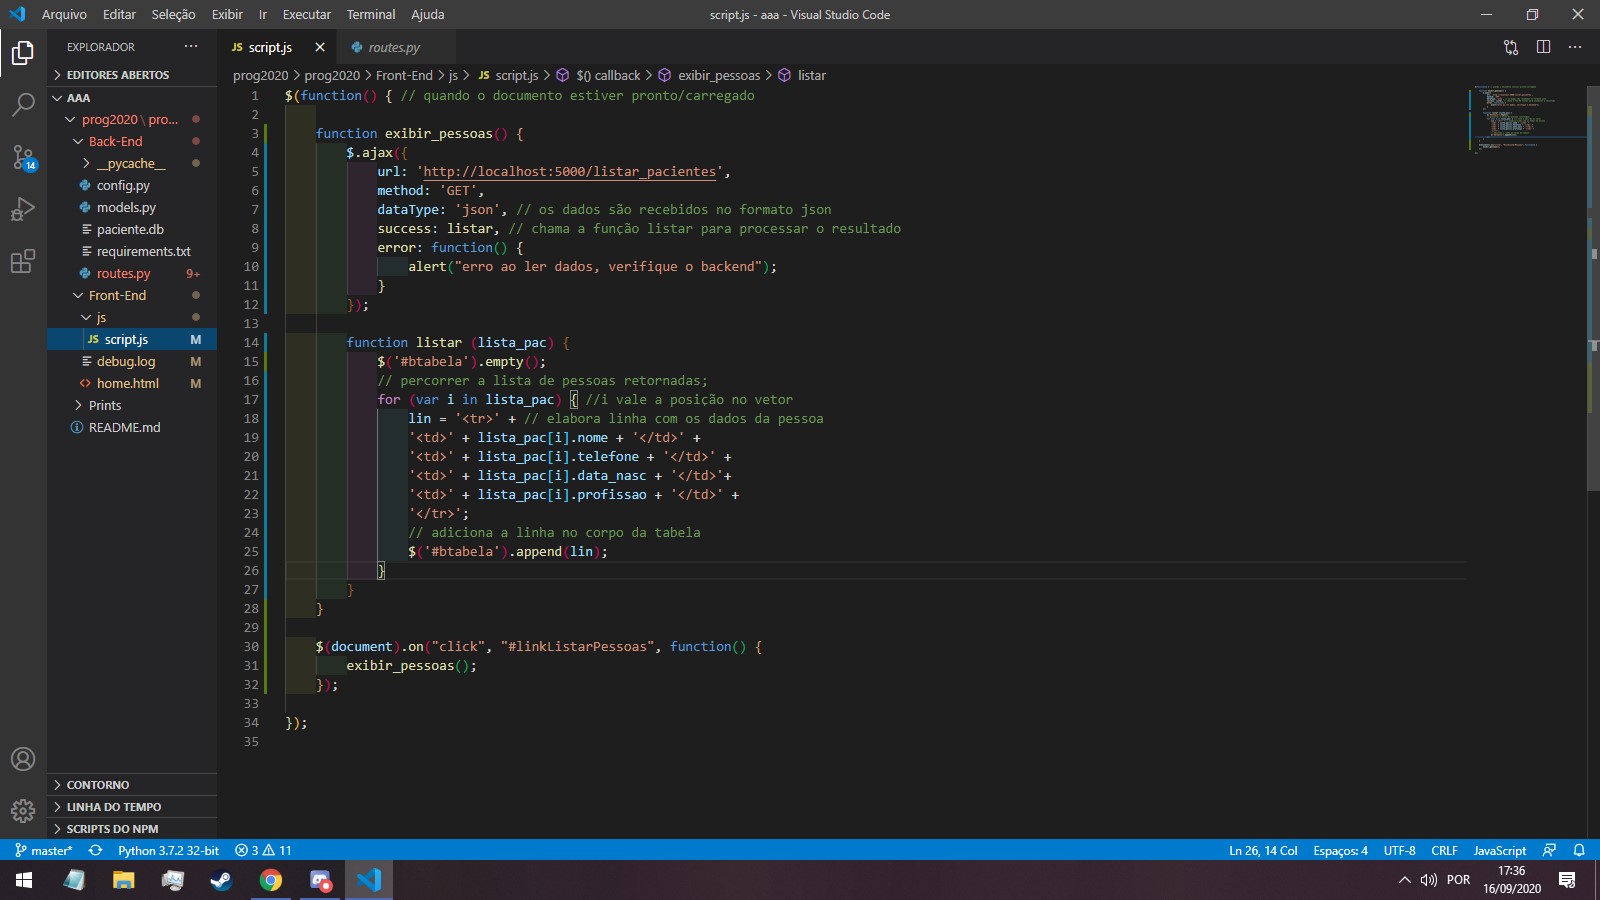 Arquivo Editar Seleção Exibir Ir Executar Terminal Ajuda
script.js - aaa - Visual Studio Code
EXPLORADOR
JS script.js
routes.py
EDITORES ABERTOS
prog2020 > prog2020 > Front-End > js > JS script.js > $() callback > exibir_pessoas > listar
AAA
prog2020 \ pro...
Back-End
__pycache__
config.py
models.py
paciente.db
requirements.txt
routes.py 9+
Front-End
js
JS script.js M
debug.log M
home.html M
Prints
README.md
14
CONTORNO
LINHA DO TEMPO
SCRIPTS DO NPM
1 $(function() { // quando o documento estiver pronto/carregado
2
3 function exibir_pessoas() {
4 $.ajax({
5 url: 'http://localhost:5000/listar_pacientes',
6 method: 'GET',
7 dataType: 'json', // os dados são recebidos no formato json
8 success: listar, // chama a função listar para processar o resultado
9 error: function() {
10 alert("erro ao ler dados, verifique o backend");
11 }
12 });
13
14 function listar (lista_pac) {
15 $('#btabela').empty();
16 // percorrer a lista de pessoas retornadas;
17 for (var i in lista_pac) { //i vale a posição no vetor
18 lin = '<tr>' + // elabora linha com os dados da pessoa
19 '<td>' + lista_pac[i].nome + '</td>' +
20 '<td>' + lista_pac[i].telefone + '</td>' +
21 '<td>' + lista_pac[i].data_nasc + '</td>'+
22 '<td>' + lista_pac[i].profissao + '</td>' +
23 '</tr>';
24 // adiciona a linha no corpo da tabela
25 $('#btabela').append(lin);
26 }
27 }
28 }
29
30 $(document).on("click", "#linkListarPessoas", function() {
31 exibir_pessoas();
32 });
33
34 });
35
master* Python 3.7.2 32-bit 3 11
Ln 26, 14 Col Espaços: 4 UTF-8 CRLF JavaScript
POR
17:36
16/09/2020